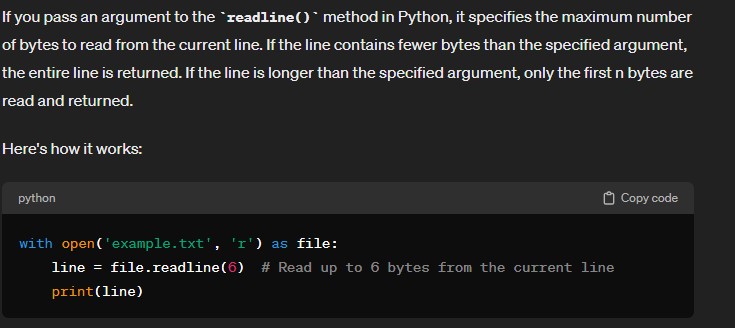 If you pass an argument to the `readline()` method in Python, it specifies the maximum number
of bytes to read from the current line. If the line contains fewer bytes than the specified argument,
the entire line is returned. If the line is longer than the specified argument, only the first n bytes are
read and returned.
Here's how it works:
python Copy code
with open('example.txt', 'r') as file:
    line = file.readline(6)  # Read up to 6 bytes from the current line
    print(line)